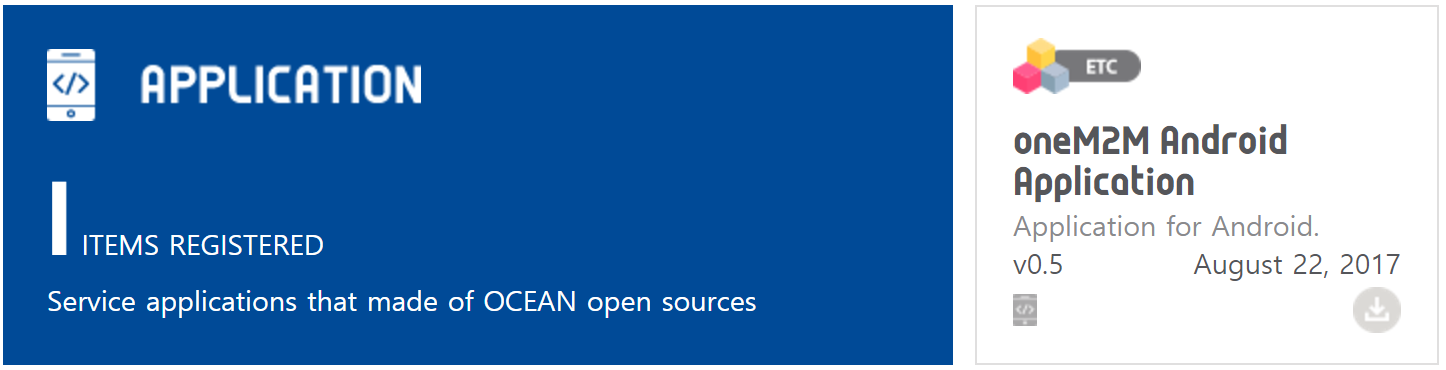 APPLICATION
1 ITEMS REGISTERED
Service applications that made of OCEAN open sources
ETC
oneM2M Android
Application
Application for Android.
v0.5 August 22, 2017